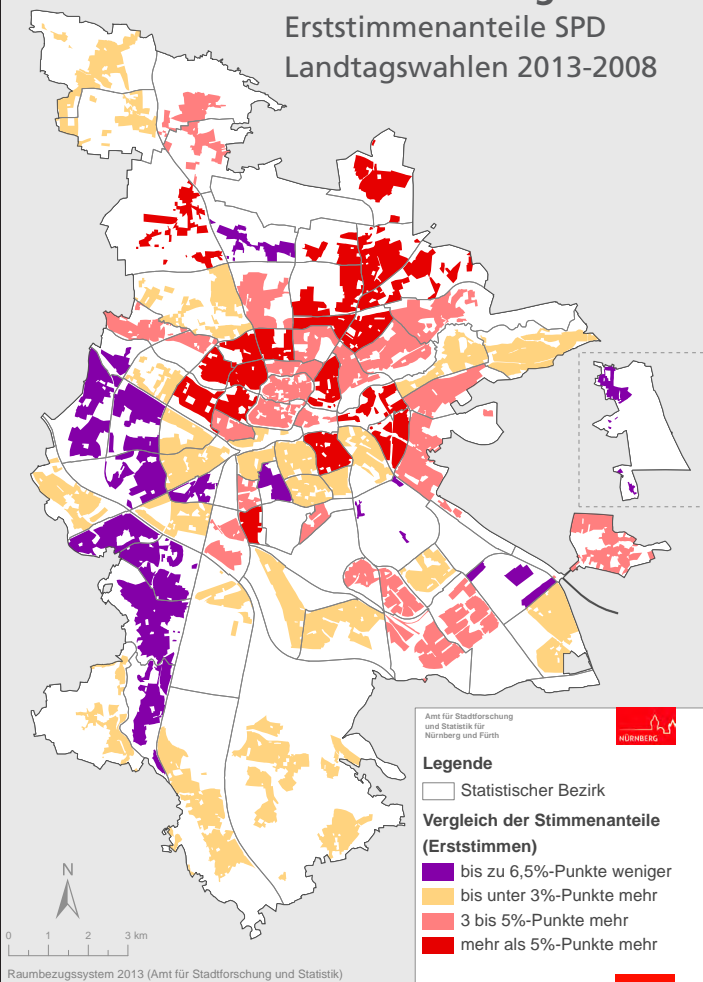 Erststimmenanteile SPD
Landtagswahlen 2013-2008
Amt für Stadtforschung
und Statistik für
Nürnberg und Fürth
NÜRNBERG
Legende
Statistischer Bezirk
Vergleich der Stimmenanteile
(Erststimmen)
bis zu 6,5%-Punkte weniger
bis unter 3%-Punkte mehr
3 bis 5%-Punkte mehr
mehr als 5%-Punkte mehr
N
0 1 2 3 km
Raumbezugssystem 2013 (Amt für Stadtforschung und Statistik)